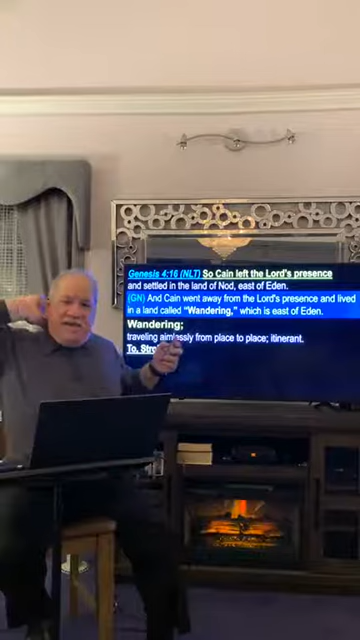 Genesis 4:16 (NLT) So Cain left the Lord's presence
and settled in the land of Nod, east of Eden.
(GN) And Cain went away from the Lord's presence and lived
in a land called "Wandering," which is east of Eden.
Wandering;
traveling aimlessly from place to place; itinerant.
To,